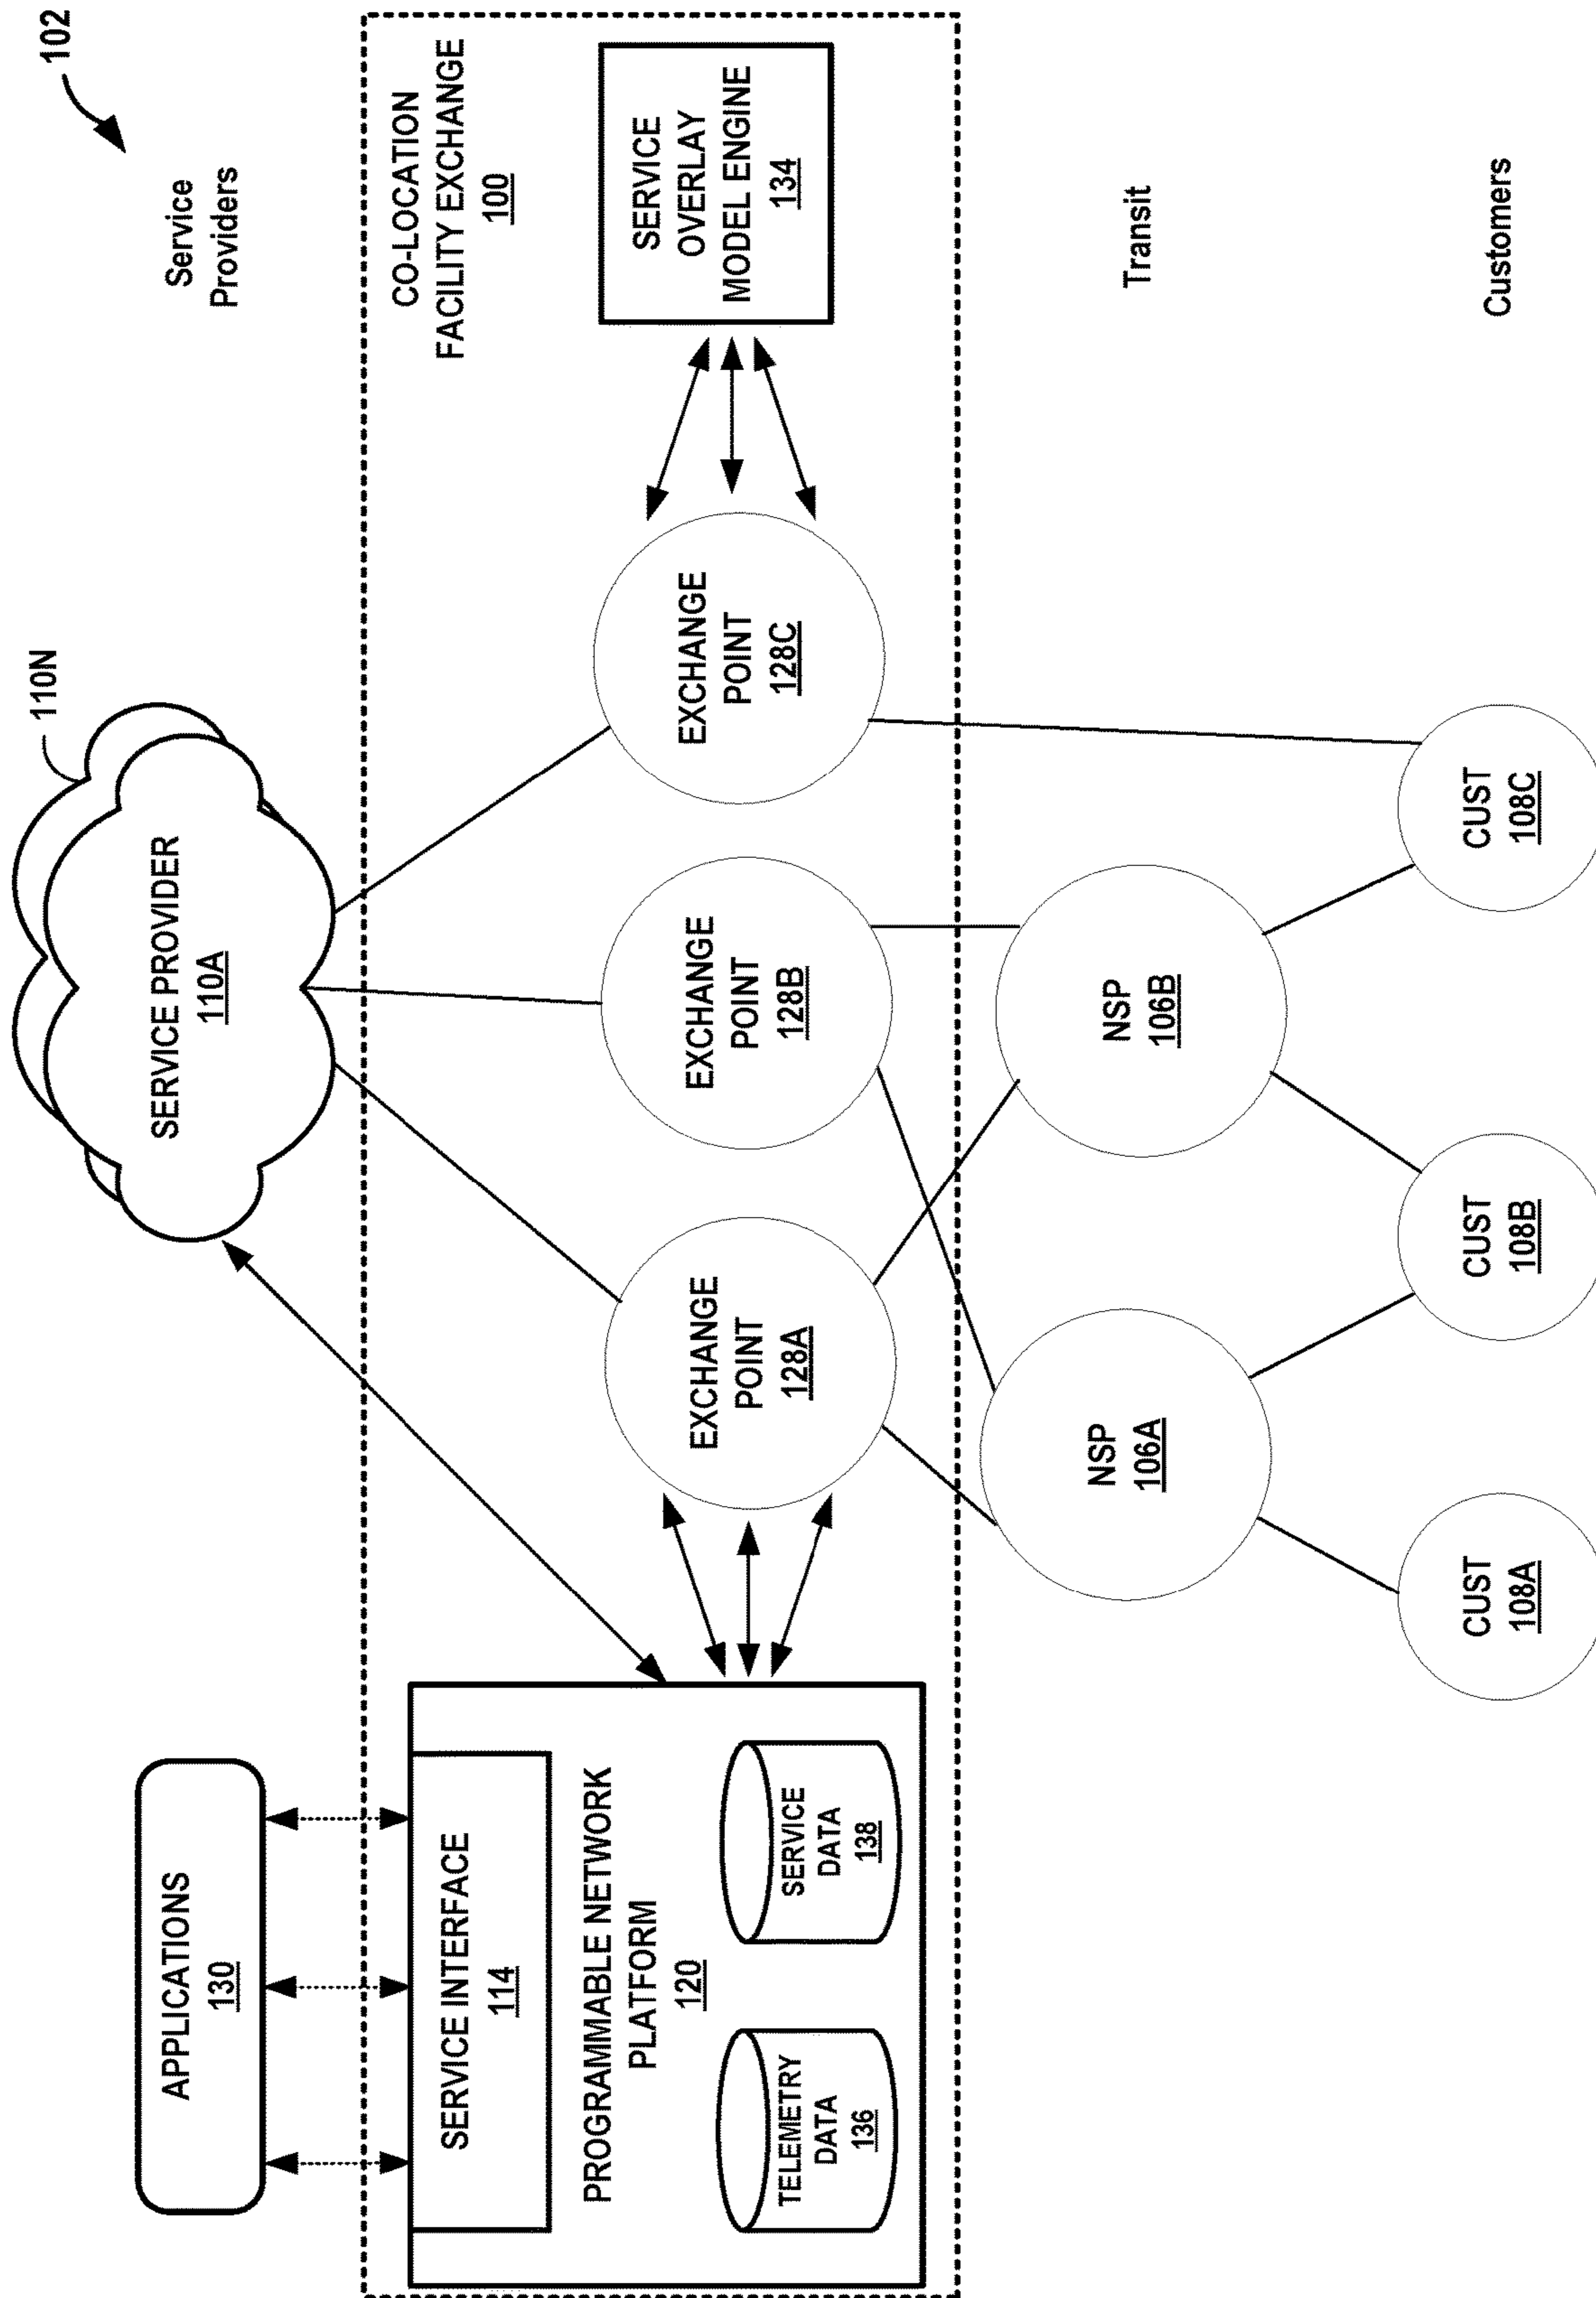 102
Service
Providers
110N
SERVICE PROVIDER
110A
APPLICATIONS
130
CO-LOCATION
FACILITY EXCHANGE
100
SERVICE INTERFACE
114
PROGRAMMABLE NETWORK
PLATFORM
120
TELEMETRY
DATA
136
SERVICE
DATA
138
EXCHANGE
POINT
128A
EXCHANGE
POINT
128B
EXCHANGE
POINT
128C
SERVICE
OVERLAY
MODEL ENGINE
134
NSP
106A
NSP
106B
Transit
CUST
108A
CUST
108B
CUST
108C
Customers